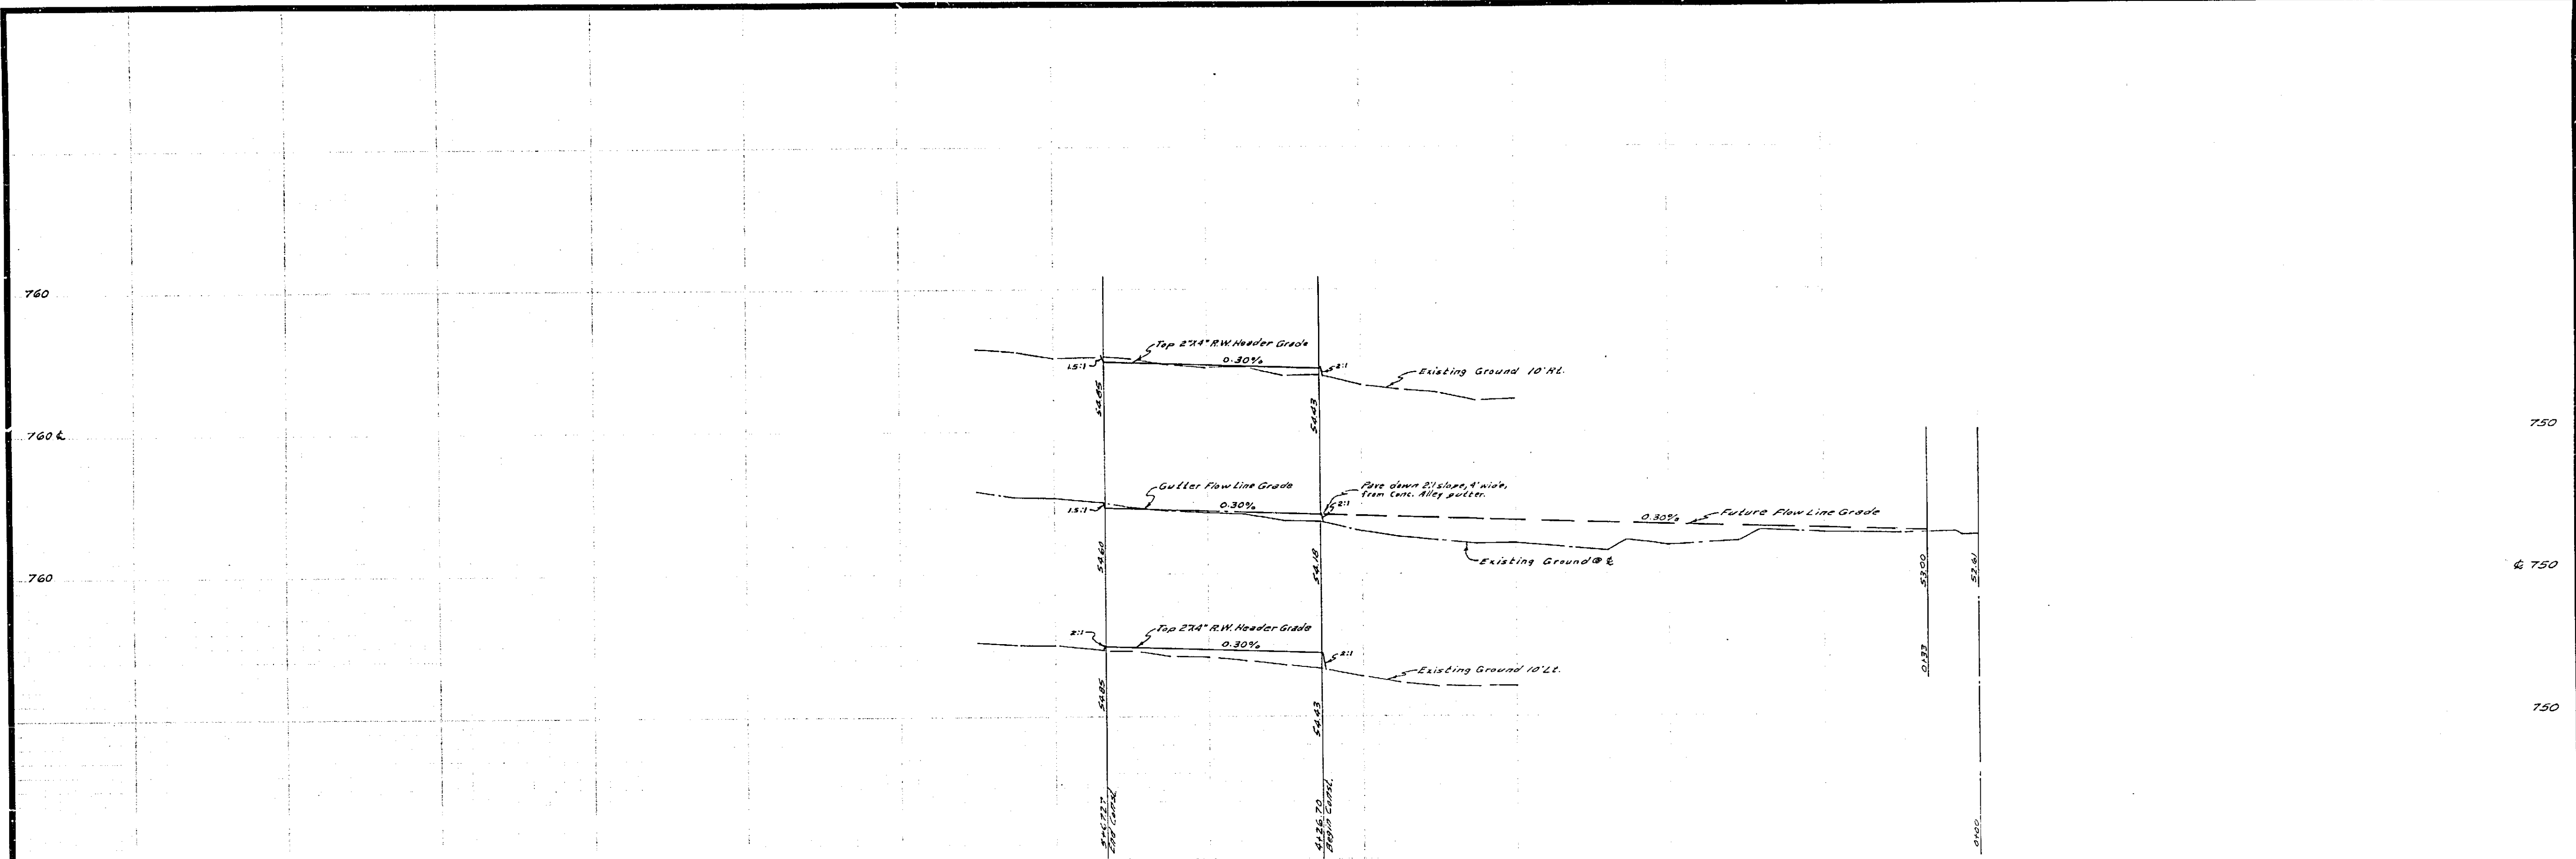 760
Top 2"X4" R.W. Header Grade
0.30%
1.5:1
2:1
Existing Ground 10' Rt.
54.85
54.43
760 ℄
750
Gutter Flow Line Grade
0.30%
1.5:1
2:1
Pave down 2:1 slope, 4' wide,
from Conc. Alley gutter.
0.30%
Future Flow Line Grade
Existing Ground @ ℄
54.60
54.18
53.00
52.61
760
℄ 750
Top 2"X4" R.W. Header Grade
0.30%
2:1
2:1
Existing Ground 10' Lt.
54.85
54.43
0+33
750
End Const.
4+26.70
Begin Const.
0+00